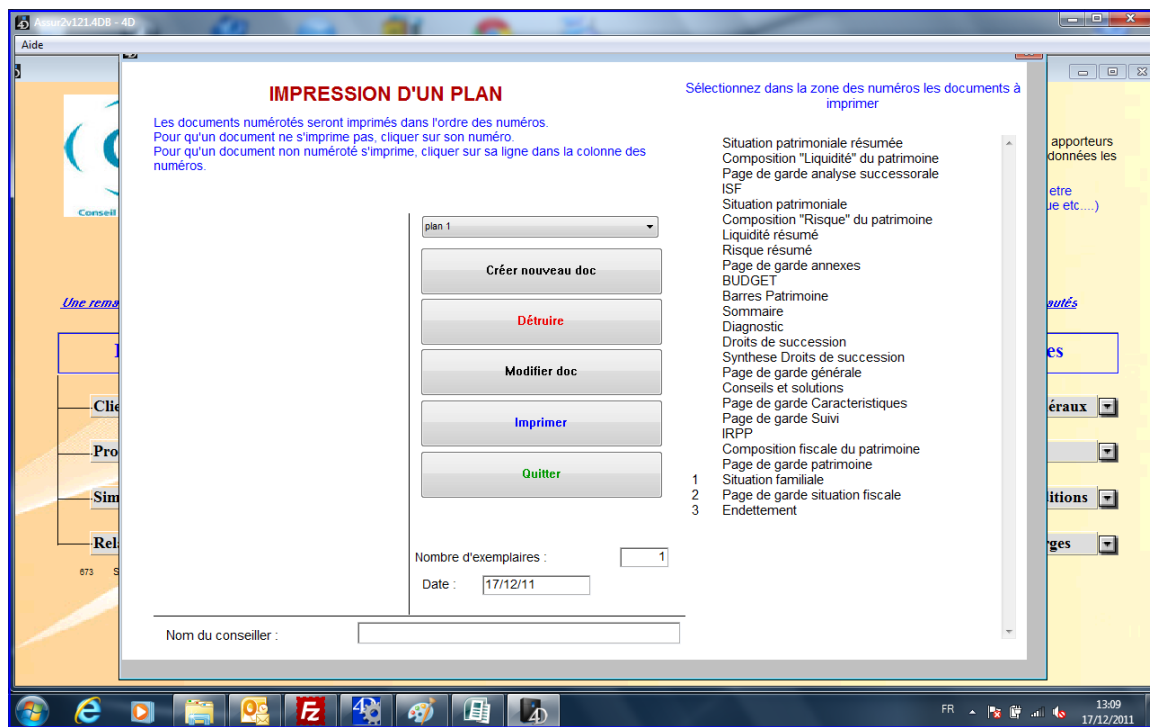 Assur2v121.4DB - 4D
Aide
IMPRESSION D'UN PLAN
Les documents numérotés seront imprimés dans l'ordre des numéros.
Pour qu'un document ne s'imprime pas, cliquer sur son numéro.
Pour qu'un document non numéroté s'imprime, cliquer sur sa ligne dans la colonne des
numéros.
Sélectionnez dans la zone des numéros les documents à
imprimer
Situation patrimoniale résumée
Composition "Liquidité" du patrimoine
Page de garde analyse successorale
ISF
Situation patrimoniale
Composition "Risque" du patrimoine
Liquidité résumé
Risque résumé
Page de garde annexes
BUDGET
Barres Patrimoine
Sommaire
Diagnostic
Droits de succession
Synthese Droits de succession
Page de garde générale
Conseils et solutions
Page de garde Caracteristiques
Page de garde Suivi
IRPP
Composition fiscale du patrimoine
Page de garde patrimoine
1 Situation familiale
2 Page de garde situation fiscale
3 Endettement
plan 1
Créer nouveau doc
Détruire
Modifier doc
Imprimer
Quitter
Nombre d'exemplaires : 1
Date : 17/12/11
Nom du conseiller :
Conseil
Une rema
Clie
Pro
Sim
Rel
673 S
apporteurs
données les
etre
ue etc....)
autés
es
éraux
litions
rges
FR
13:09
17/12/2011